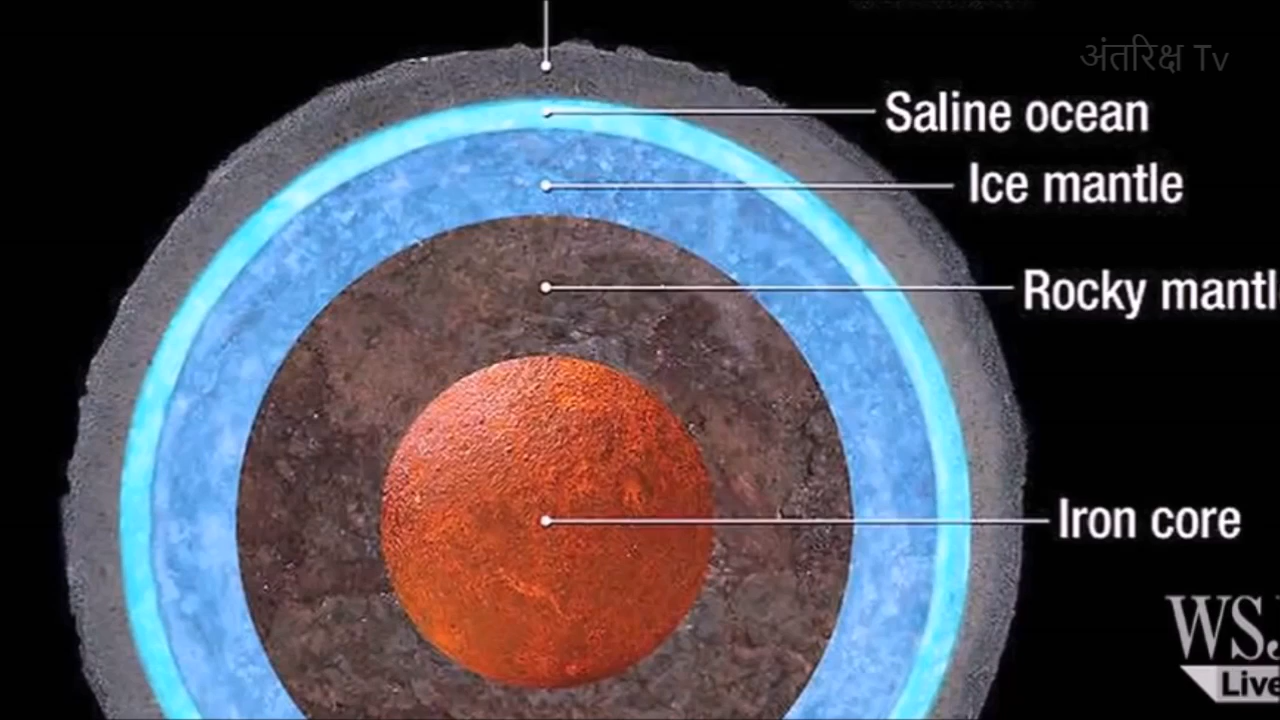 अंतरिक्ष Tv
Saline ocean
Ice mantle
Rocky mantl
Iron core
WSJ
Live